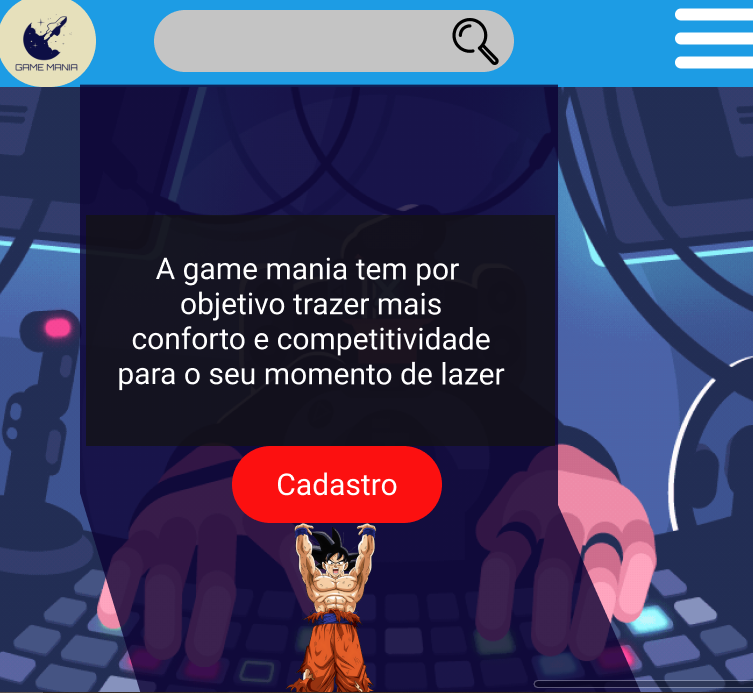 GAME MANIA
A game mania tem por
objetivo trazer mais
conforto e competitividade
para o seu momento de lazer
Cadastro